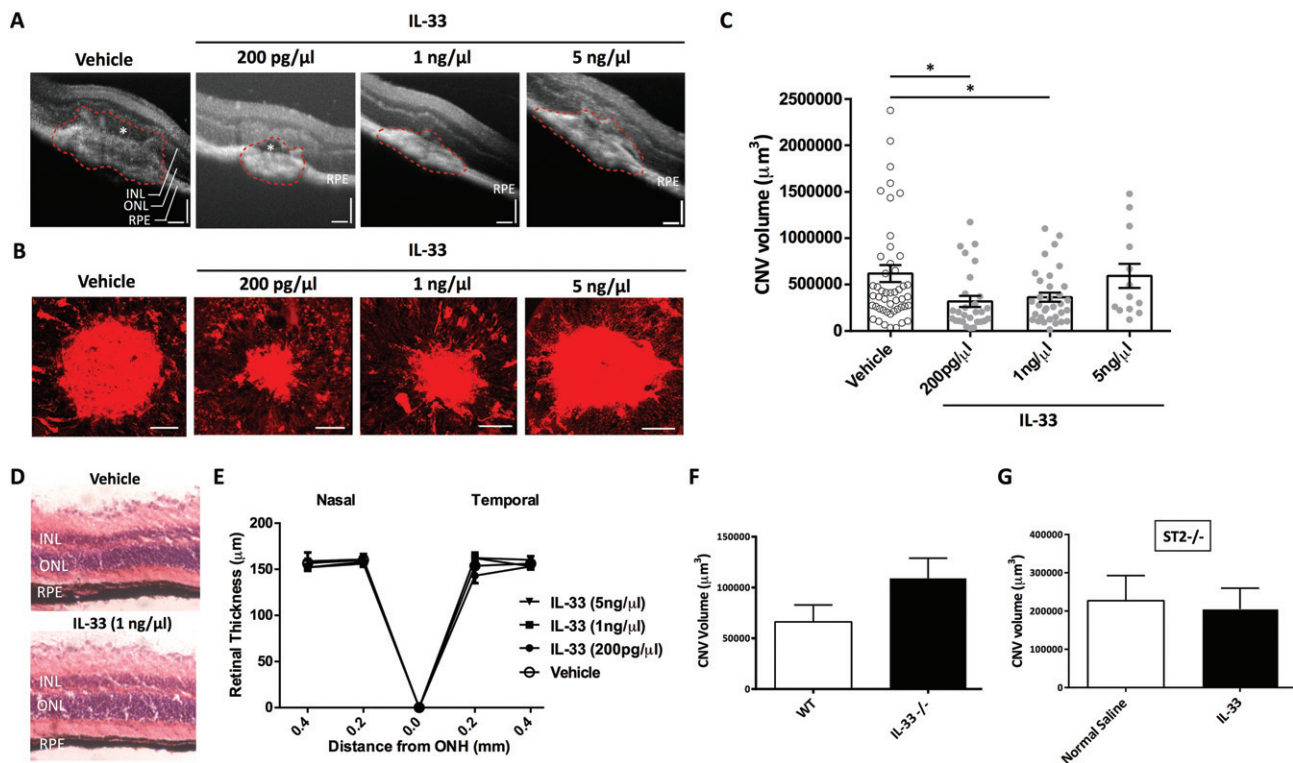 A
IL-33
Vehicle
200 pg/μl
1 ng/μl
5 ng/μl
*
*
INL
ONL
RPE
RPE
RPE
RPE
B
IL-33
Vehicle
200 pg/μl
1 ng/μl
5 ng/μl
C
*
*
CNV volume (μm³)
2500000
2000000
1500000
1000000
500000
0
Vehicle
200pg/μl
1ng/μl
5ng/μl
IL-33
D
Vehicle
INL
ONL
RPE
IL-33 (1 ng/μl)
INL
ONL
RPE
E
Nasal
Temporal
Retinal Thickness (μm)
200
150
100
50
0
0.4
0.2
0.0
0.2
0.4
Distance from ONH (mm)
IL-33 (5ng/μl)
IL-33 (1ng/μl)
IL-33 (200pg/μl)
Vehicle
F
CNV Volume (μm³)
150000
100000
50000
0
WT
IL-33 -/-
G
ST2-/-
CNV volume (μm³)
400000
300000
200000
100000
0
Normal Saline
IL-33